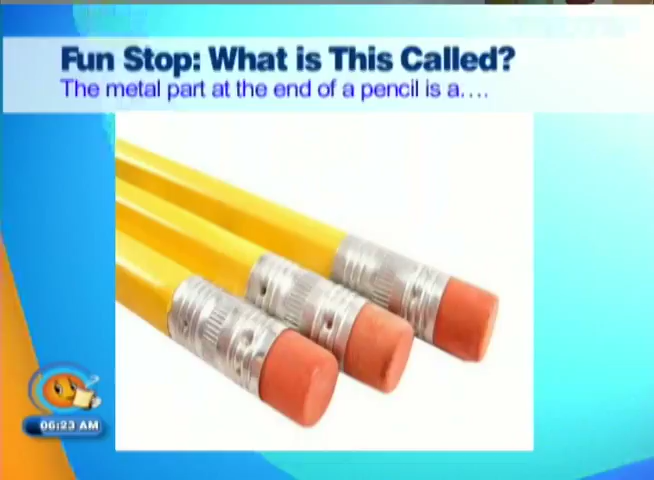 Fun Stop: What is This Called?
The metal part at the end of a pencil is a....
06:23 AM